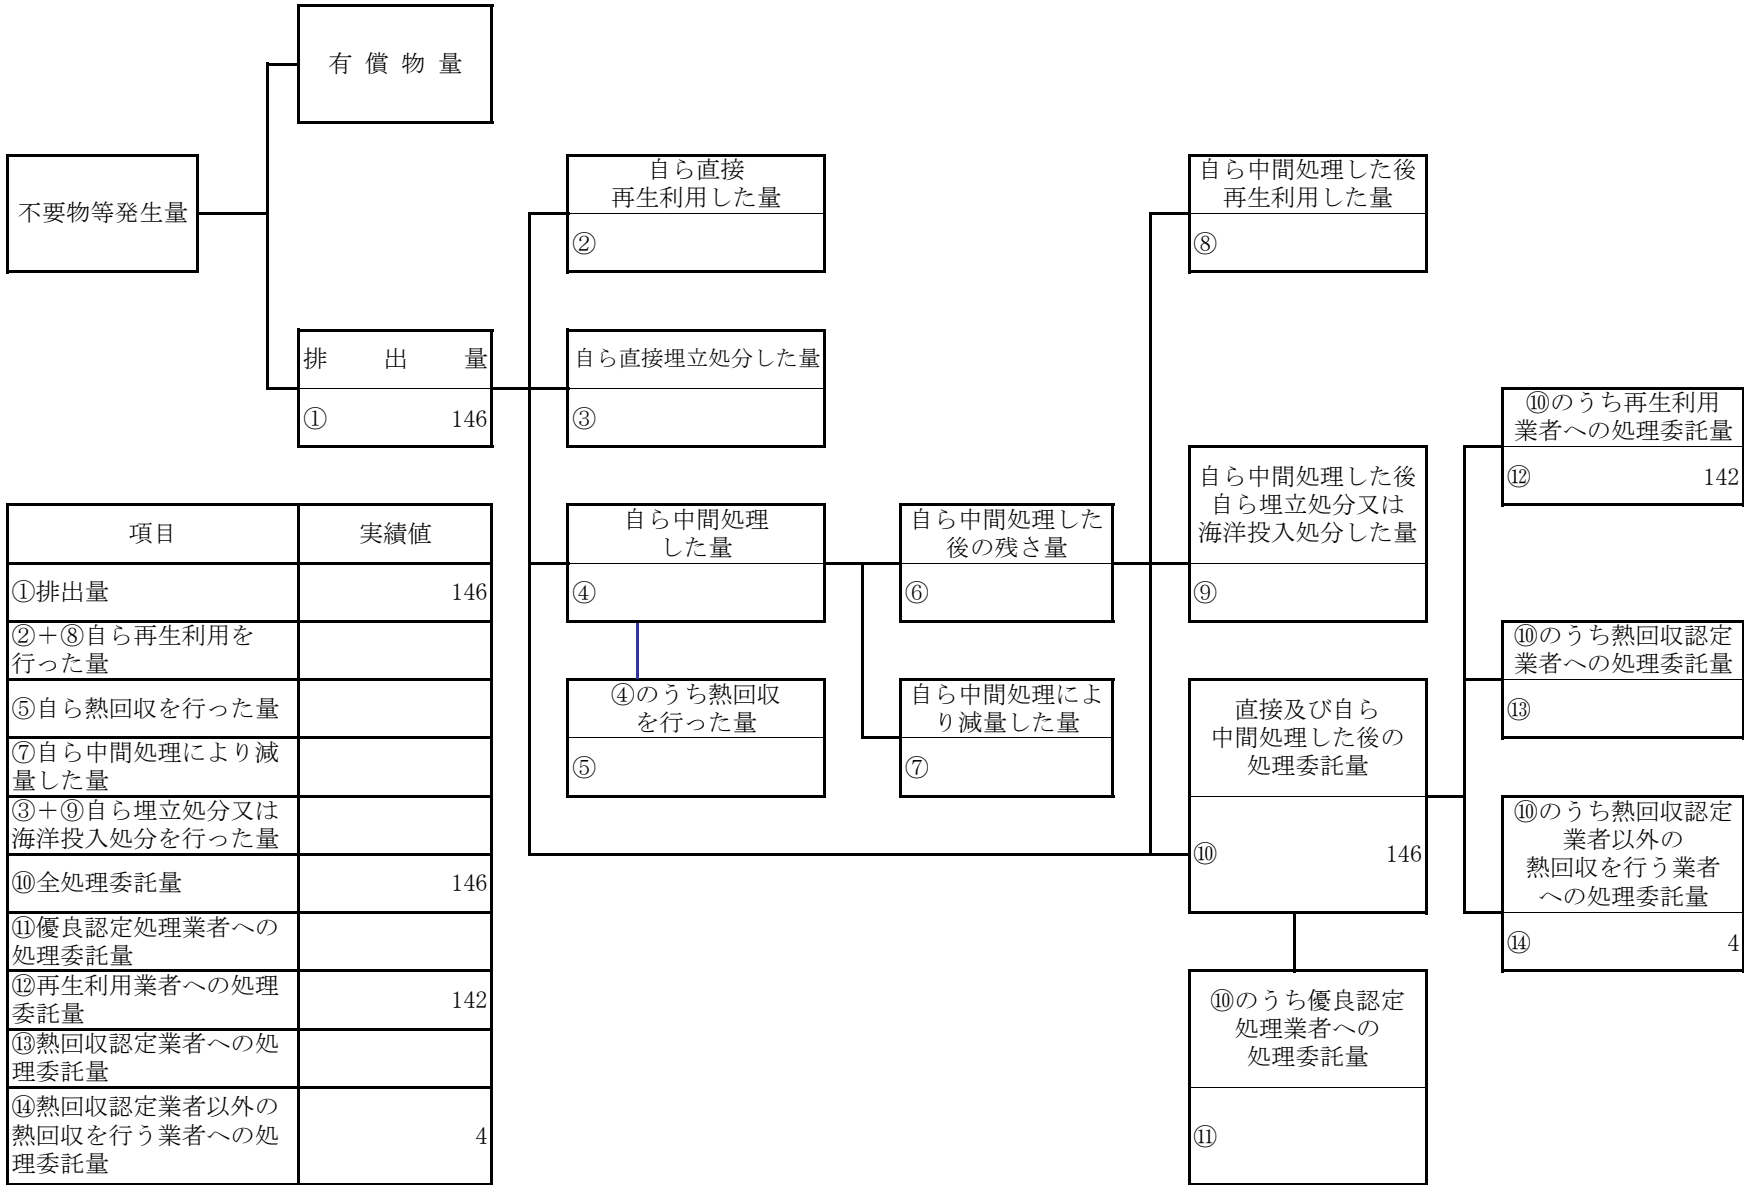 有 償 物 量
不要物等発生量
自ら直接
再生利用した量
②
自ら中間処理した後
再生利用した量
⑧
排 出 量
① 146
自ら直接埋立処分した量
③
⑩のうち再生利用
業者への処理委託量
⑫ 142
自ら中間処理
した量
④
自ら中間処理した
後の残さ量
⑥
自ら中間処理した後
自ら埋立処分又は
海洋投入処分した量
⑨
⑩のうち熱回収認定
業者への処理委託量
⑬
④のうち熱回収
を行った量
⑤
自ら中間処理によ
り減量した量
⑦
直接及び自ら
中間処理した後の
処理委託量
⑩ 146
⑩のうち熱回収認定
業者以外の
熱回収を行う業者
への処理委託量
⑭ 4
⑩のうち優良認定
処理業者への
処理委託量
⑪
項目 実績値
①排出量 146
②＋⑧自ら再生利用を
行った量
⑤自ら熱回収を行った量
⑦自ら中間処理により減
量した量
③＋⑨自ら埋立処分又は
海洋投入処分を行った量
⑩全処理委託量 146
⑪優良認定処理業者への
処理委託量
⑫再生利用業者への処理
委託量 142
⑬熱回収認定業者への処
理委託量
⑭熱回収認定業者以外の
熱回収を行う業者への処
理委託量 4